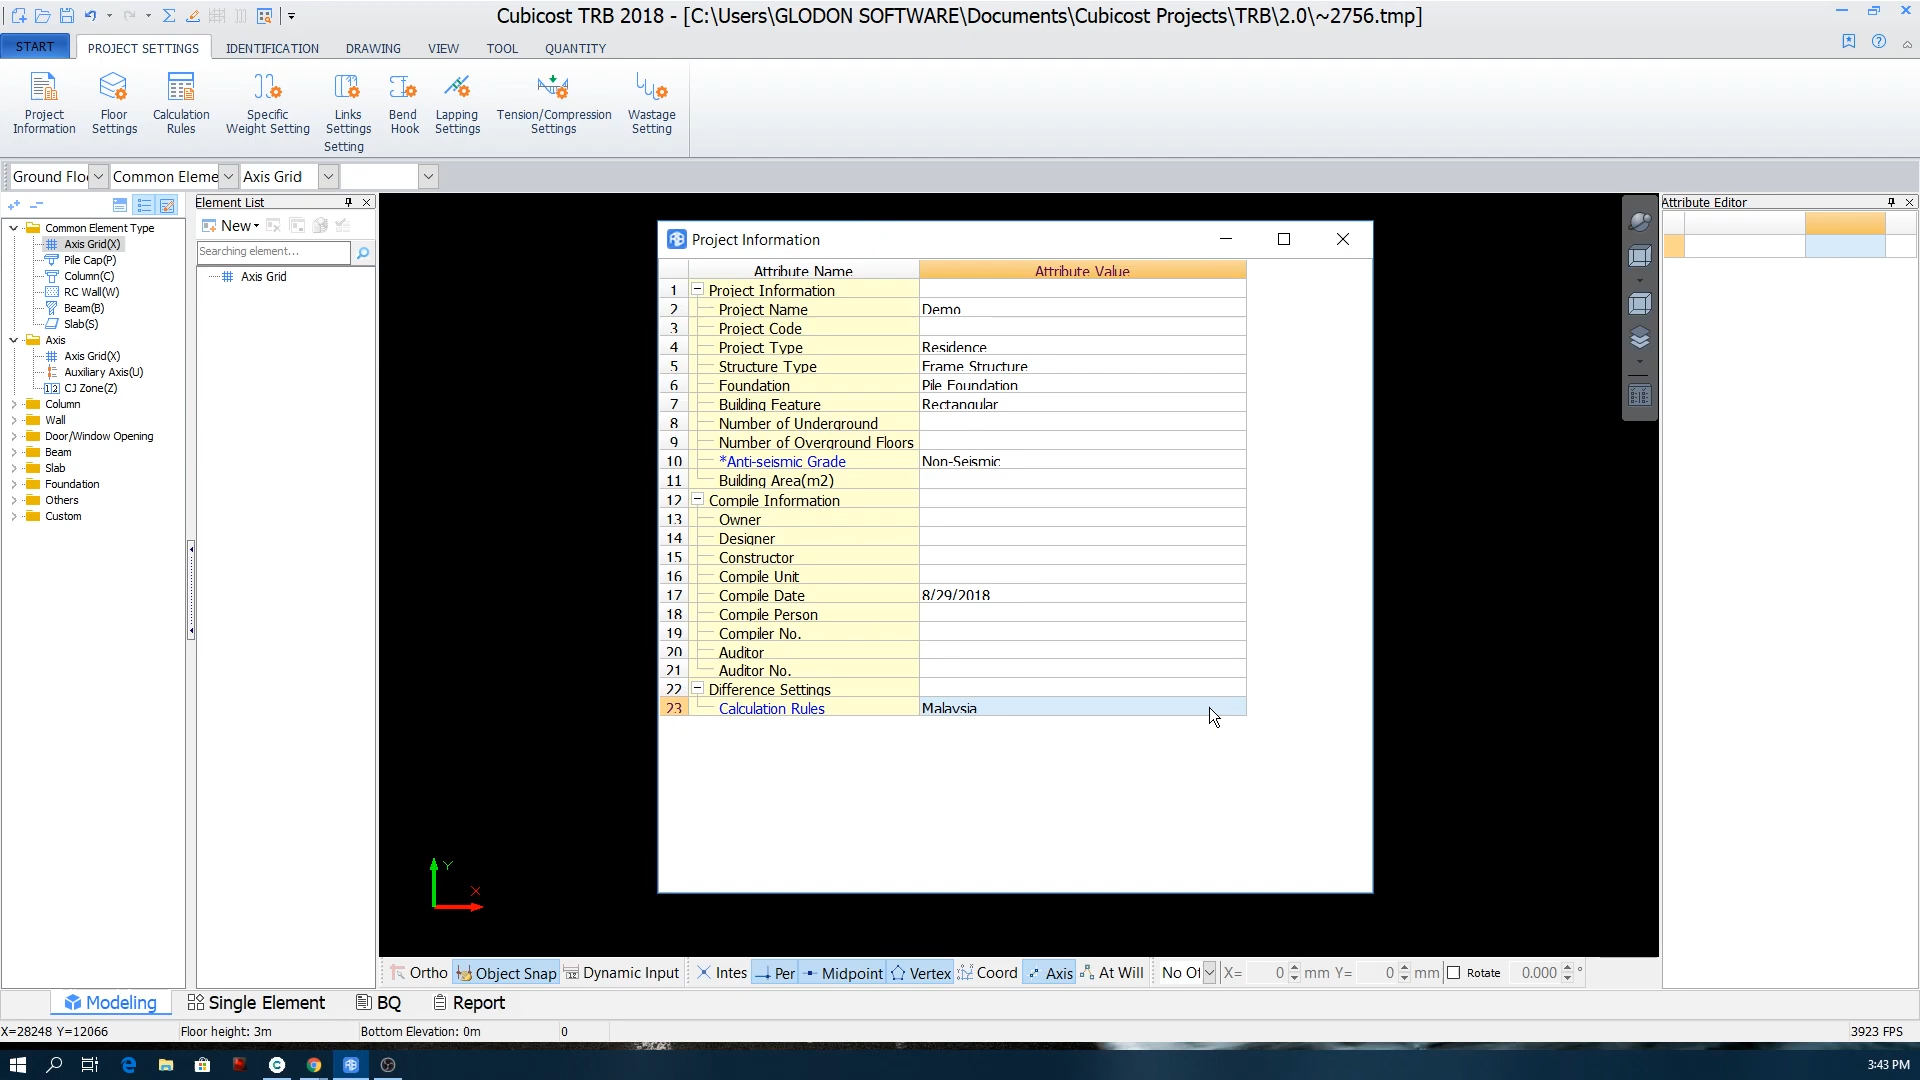 Cubicost TRB 2018 - [C:\Users\GLODON SOFTWARE\Documents\Cubicost Projects\TRB\2.0\~2756.tmp]
START PROJECT SETTINGS IDENTIFICATION DRAWING VIEW TOOL QUANTITY
Project Information
Floor Settings
Calculation Rules
Specific Weight Setting
Links Settings
Bend Hook
Lapping Settings
Tension/Compression Settings
Wastage Setting
Setting
Ground Flo Common Eleme Axis Grid
Common Element Type
Axis Grid(X)
Pile Cap(P)
Column(C)
RC Wall(W)
Beam(B)
Slab(S)
Axis
Axis Grid(X)
Auxiliary Axis(U)
CJ Zone(Z)
Column
Wall
Door/Window Opening
Beam
Slab
Foundation
Others
Custom
Element List
New
Searching element...
Axis Grid
Project Information
Attribute Name Attribute Value
1 Project Information
2 Project Name Demo
3 Project Code
4 Project Type Residence
5 Structure Type Frame Structure
6 Foundation Pile Foundation
7 Building Feature Rectangular
8 Number of Underground
9 Number of Overground Floors
10 *Anti-seismic Grade Non-Seismic
11 Building Area(m2)
12 Compile Information
13 Owner
14 Designer
15 Constructor
16 Compile Unit
17 Compile Date 8/29/2018
18 Compile Person
19 Compiler No.
20 Auditor
21 Auditor No.
22 Difference Settings
23 Calculation Rules Malaysia
Attribute Editor
Y
X
Ortho Object Snap Dynamic Input Intes Per Midpoint Vertex Coord Axis At Will No Of X= 0 mm Y= 0 mm Rotate 0.000 °
Modeling Single Element BQ Report
X=28248 Y=12066 Floor height: 3m Bottom Elevation: 0m 0 3923 FPS
3:43 PM